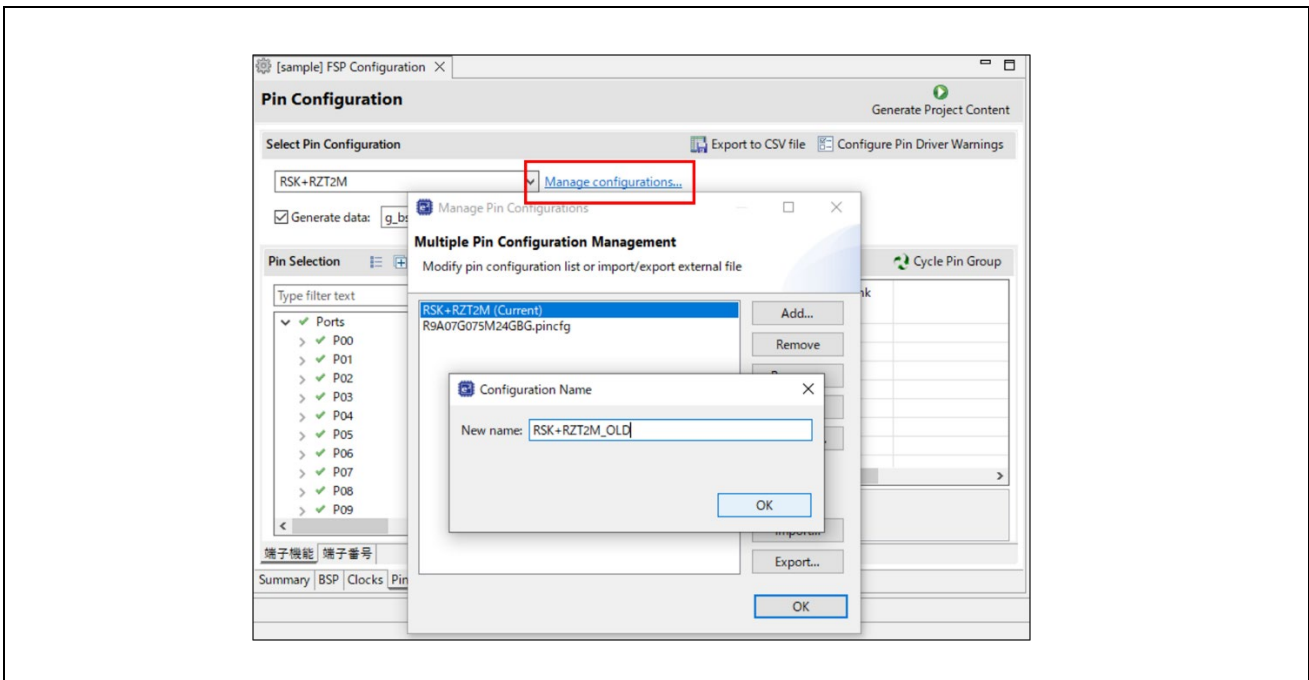 [sample] FSP Configuration
Pin Configuration
Generate Project Content
Select Pin Configuration
Export to CSV file
Configure Pin Driver Warnings
RSK+RZT2M
Manage configurations...
Generate data:
Manage Pin Configurations
Multiple Pin Configuration Management
Modify pin configuration list or import/export external file
Pin Selection
Cycle Pin Group
Type filter text
RSK+RZT2M (Current)
R9A07G075M24GBG.pincfg
Add...
Remove
Ports
P00
P01
P02
P03
P04
P05
P06
P07
P08
P09
Configuration Name
New name:
RSK+RZT2M_OLD
OK
Import...
Export...
OK
端子機能
端子番号
Summary
BSP
Clocks
Pin